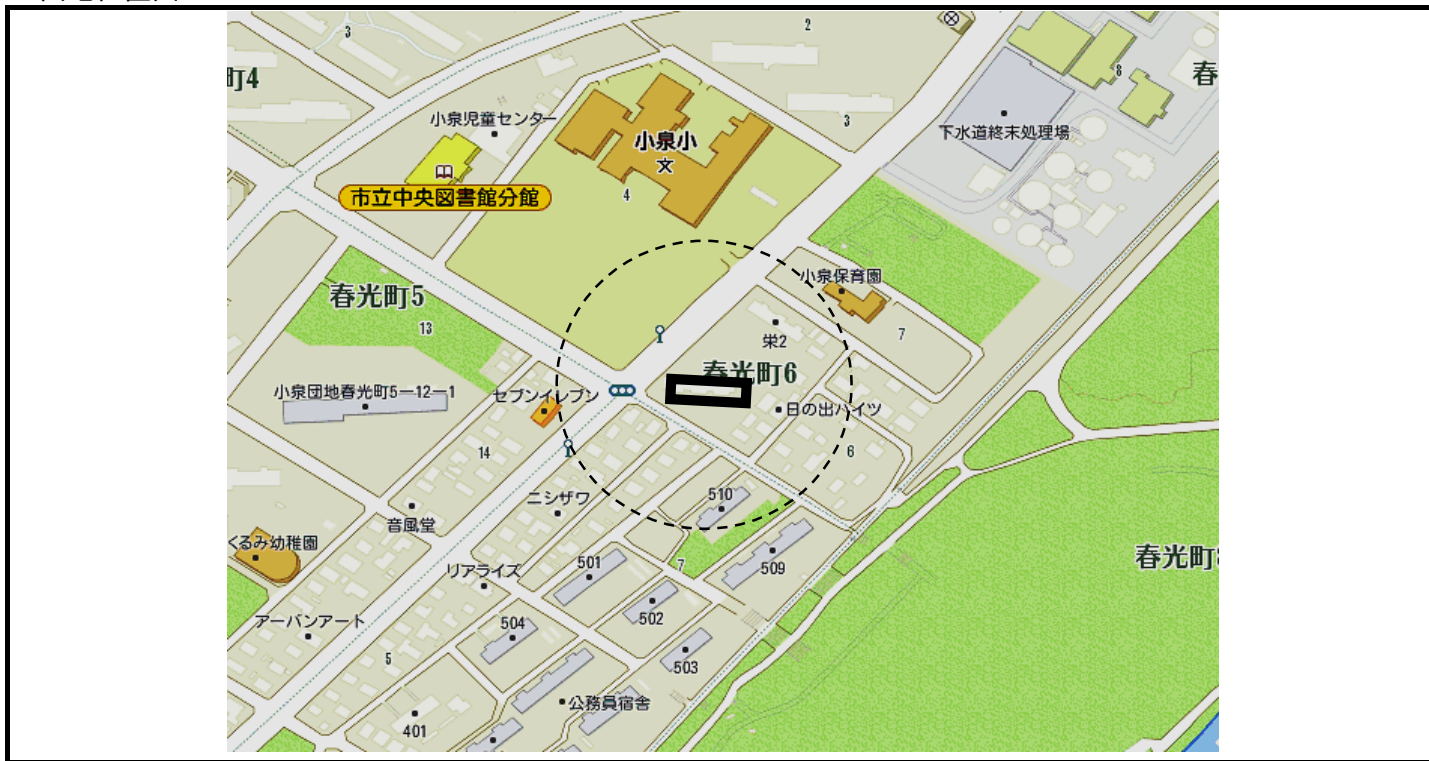 3
2
町4
春
8
小泉児童センター
小泉小
文
3
下水道終末処理場
市立中央図書館分館
4
小泉保育園
春光町5
13
7
栄2
春光町6
小泉団地春光町5ー12ー1
セブンイレブン
日の出ハイツ
14
6
510
ニシザワ
音風堂
くるみ幼稚園
501
7
509
春光町8
リアライズ
アーバンアート
504
502
5
503
公務員宿舎
401